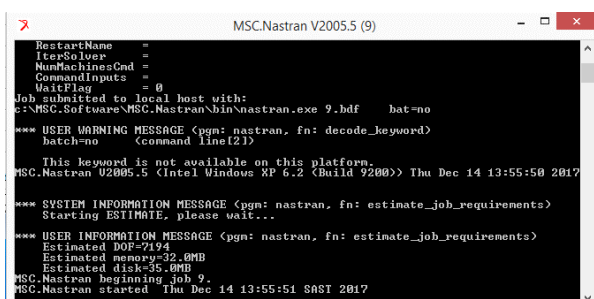 MSC.Nastran V2005.5 (9)
RestartName =
IterSolver =
NumMachinesCmd =
CommandInputs =
WaitFlag = 0
Job submitted to local host with:
c:\MSC.Software\MSC.Nastran\bin\nastran.exe 9.bdf bat=no
*** USER WARNING MESSAGE (pgm: nastran, fn: decode_keyword)
batch=no (command line[2])
This keyword is not available on this platform.
MSC.Nastran V2005.5 (Intel Windows XP 6.2 (Build 9200)) Thu Dec 14 13:55:50 2017
*** SYSTEM INFORMATION MESSAGE (pgm: nastran, fn: estimate_job_requirements)
Starting ESTIMATE, please wait...
*** USER INFORMATION MESSAGE (pgm: nastran, fn: estimate_job_requirements)
Estimated DOF=7194
Estimated memory=32.0MB
Estimated disk=35.0MB
MSC.Nastran beginning job 9.
MSC.Nastran started Thu Dec 14 13:55:51 SAST 2017